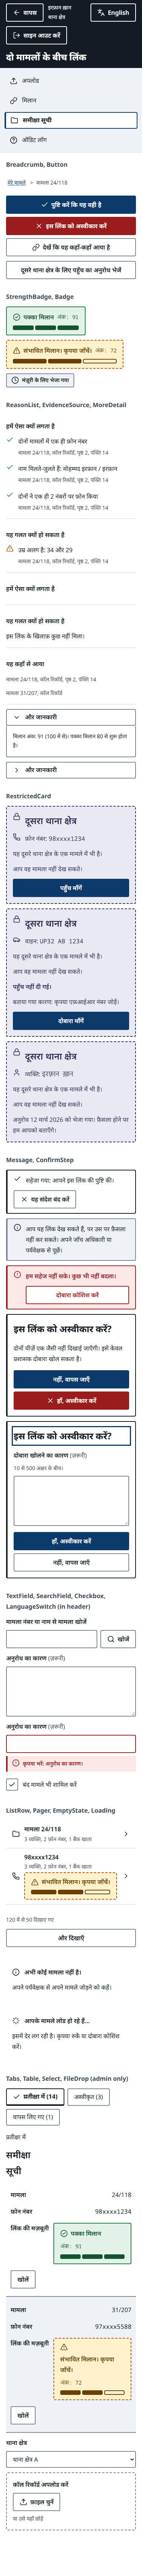 वापस
इरफ़ान ख़ान
थाना क्षेत्र
English
साइन आउट करें
दो मामलों के बीच लिंक
अपलोड
मिलान
समीक्षा सूची
ऑडिट लॉग
Breadcrumb, Button
मेरे मामले > मामला 24/118
पुष्टि करें कि यह वही है
इस लिंक को अस्वीकार करें
देखें कि यह कहाँ-कहाँ आया है
दूसरे थाना क्षेत्र के लिए पहुँच का अनुरोध भेजें
StrengthBadge, Badge
पक्का मिलान अंक: 91
संभावित मिलान। कृपया जाँचें। अंक: 72
मंज़ूरी के लिए भेजा गया
ReasonList, EvidenceSource, MoreDetail
हमें ऐसा क्यों लगता है
दोनों मामलों में एक ही फ़ोन नंबर
मामला 24/118, कॉल रिकॉर्ड, पृष्ठ 2, पंक्ति 14
नाम मिलते-जुलते हैं: मोहम्मद इरफ़ान / इरफ़ान
मामला 24/118, कॉल रिकॉर्ड, पृष्ठ 2, पंक्ति 14
दोनों ने एक ही 2 नंबरों पर फ़ोन किया
मामला 24/118, कॉल रिकॉर्ड, पृष्ठ 2, पंक्ति 14
यह गलत क्यों हो सकता है
उम्र अलग है: 34 और 29
मामला 24/118, कॉल रिकॉर्ड, पृष्ठ 2, पंक्ति 14
हमें ऐसा क्यों लगता है
यह गलत क्यों हो सकता है
इस लिंक के खिलाफ़ कुछ नहीं मिला।
यह कहाँ से आया
मामला 24/118, कॉल रिकॉर्ड, पृष्ठ 2, पंक्ति 14
मामला 31/207, कॉल रिकॉर्ड
और जानकारी
मिलान अंक: 91 (100 में से)। पक्का मिलान 80 से शुरू होता
है।
और जानकारी
RestrictedCard
दूसरा थाना क्षेत्र
फ़ोन नंबर: 98xxxx1234
यह दूसरे थाना क्षेत्र के एक मामले में भी है।
आप वह मामला नहीं देख सकते।
पहुँच माँगें
दूसरा थाना क्षेत्र
वाहन: UP32 AB 1234
यह दूसरे थाना क्षेत्र के एक मामले में भी है।
आप वह मामला नहीं देख सकते।
पहुँच नहीं दी गई।
बताया गया कारण: कृपया एफ़आईआर नंबर जोड़ें।
दोबारा माँगें
दूसरा थाना क्षेत्र
व्यक्ति: इरफ़ान ख़ान
यह दूसरे थाना क्षेत्र के एक मामले में भी है।
आप वह मामला नहीं देख सकते।
अनुरोध 12 मार्च 2026 को भेजा गया। फ़ैसला होने पर
हम आपको बताएँगे।
Message, ConfirmStep
सहेजा गया: आपने इस लिंक की पुष्टि की।
यह संदेश बंद करें
आप यह लिंक देख सकते हैं, पर उस पर फ़ैसला
नहीं कर सकते। अपने जाँच अधिकारी या
पर्यवेक्षक से पूछें।
हम सहेज नहीं सके। कुछ भी नहीं बदला।
दोबारा कोशिश करें
इस लिंक को अस्वीकार करें?
दोनों चीज़ें एक जैसी नहीं दिखाई जाएँगी। इसे केवल
प्रशासक दोबारा खोल सकता है।
नहीं, वापस जाएँ
हाँ, अस्वीकार करें
इस लिंक को अस्वीकार करें?
दोबारा खोलने का कारण (ज़रूरी)
10 से 500 अक्षर के बीच।
हाँ, अस्वीकार करें
नहीं, वापस जाएँ
TextField, SearchField, Checkbox,
LanguageSwitch (in header)
मामला नंबर या नाम से मामला खोजें
खोजें
अनुरोध का कारण (ज़रूरी)
अनुरोध का कारण (ज़रूरी)
कृपया भरें: अनुरोध का कारण।
बंद मामले भी शामिल करें
ListRow, Pager, EmptyState, Loading
मामला 24/118
3 व्यक्ति, 2 फ़ोन नंबर, 1 बैंक खाता
98xxxx1234
3 व्यक्ति, 2 फ़ोन नंबर, 1 बैंक खाता
संभावित मिलान। कृपया जाँचें।
120 में से 50 दिखाए गए
और दिखाएँ
अभी कोई मामला नहीं है।
अपने पर्यवेक्षक से अपने मामले जोड़ने को कहें।
आपके मामले लोड हो रहे हैं…
इसमें देर लग रही है। कृपया रुकें या दोबारा कोशिश
करें।
Tabs, Table, Select, FileDrop (admin only)
प्रतीक्षा में (14)
अस्वीकृत (3)
वापस लिए गए (1)
प्रतीक्षा में
समीक्षा
सूची
मामला 24/118
फ़ोन नंबर 98xxxx1234
लिंक की मज़बूती
पक्का मिलान
अंक: 91
खोलें
मामला 31/207
फ़ोन नंबर 97xxxx5588
लिंक की मज़बूती
संभावित मिलान। कृपया
जाँचें।
अंक: 72
खोलें
थाना क्षेत्र
थाना क्षेत्र A
कॉल रिकॉर्ड अपलोड करें
फ़ाइल चुनें
या उसे यहाँ छोड़ें